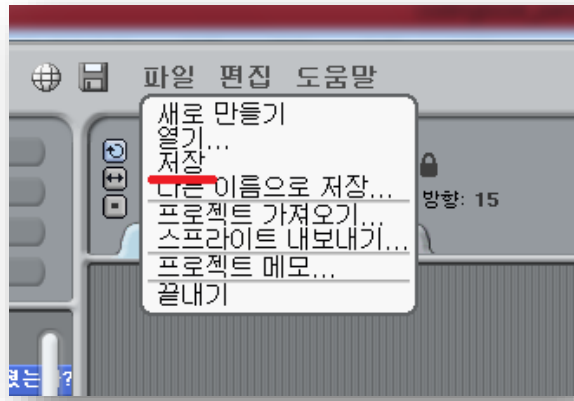 파일 편집 도움말
새로 만들기
열기...
저장
다른 이름으로 저장...
프로젝트 가져오기...
스프라이트 내보내기...
프로젝트 메모...
끝내기
방향: 15
?